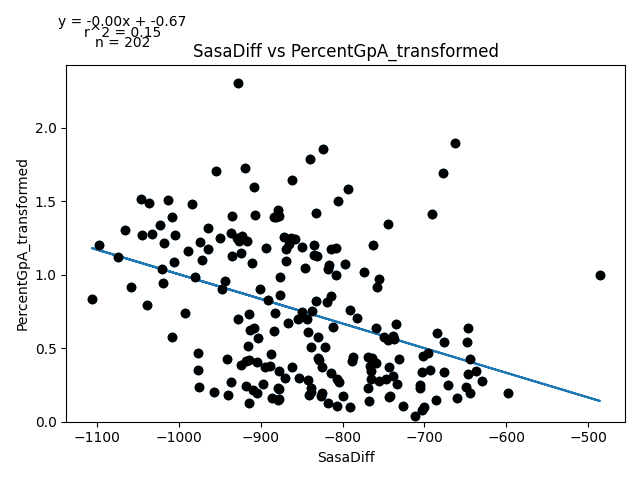 y = -0.00x + -0.67
r^2 = 0.15
n = 202
SasaDiff vs PercentGpA_transformed
PercentGpA_transformed
2.0
1.5
1.0
0.5
0.0
−1100 −1000 −900 −800 −700 −600 −500
SasaDiff